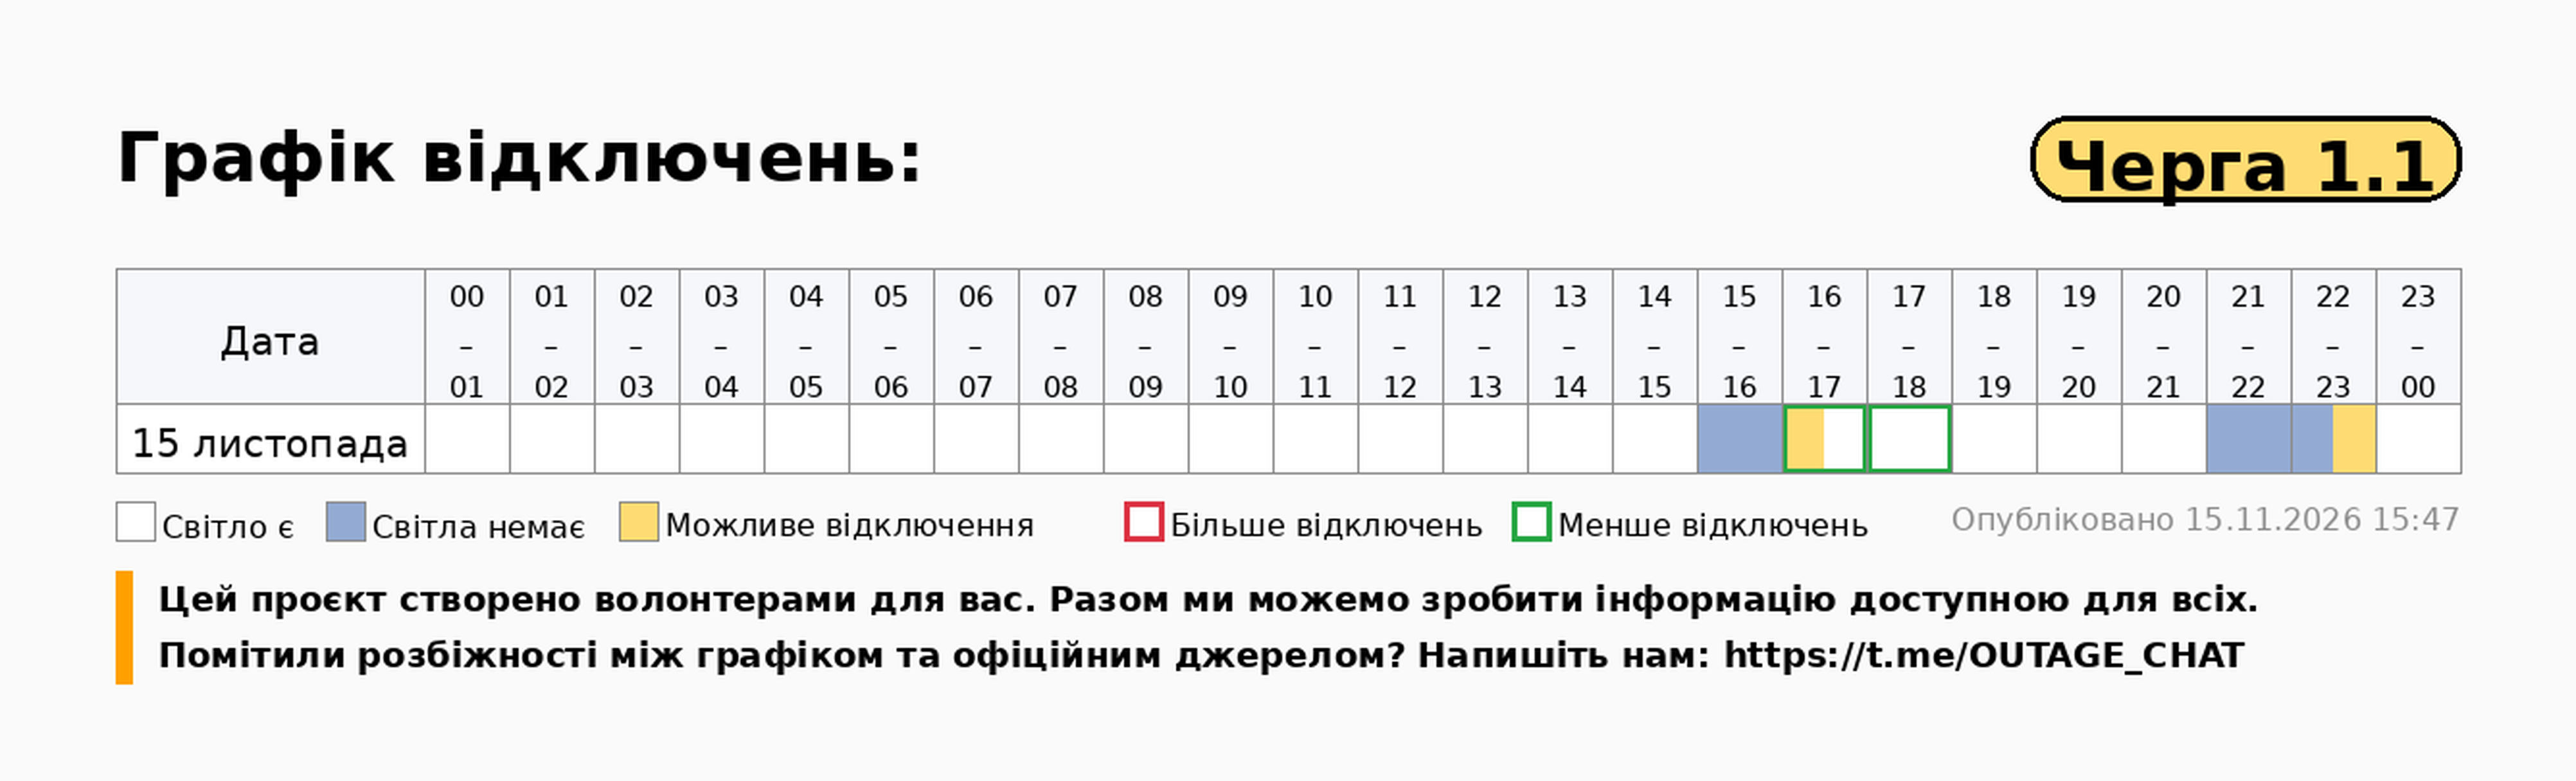 Графік відключень:
Черга 1.1
Дата
00 – 01
01 – 02
02 – 03
03 – 04
04 – 05
05 – 06
06 – 07
07 – 08
08 – 09
09 – 10
10 – 11
11 – 12
12 – 13
13 – 14
14 – 15
15 – 16
16 – 17
17 – 18
18 – 19
19 – 20
20 – 21
21 – 22
22 – 23
23 – 00
15 листопада
Світло є
Світла немає
Можливе відключення
Більше відключень
Менше відключень
Опубліковано 15.11.2026 15:47
Цей проєкт створено волонтерами для вас. Разом ми можемо зробити інформацію доступною для всіх.
Помітили розбіжності між графіком та офіційним джерелом? Напишіть нам: https://t.me/OUTAGE_CHAT